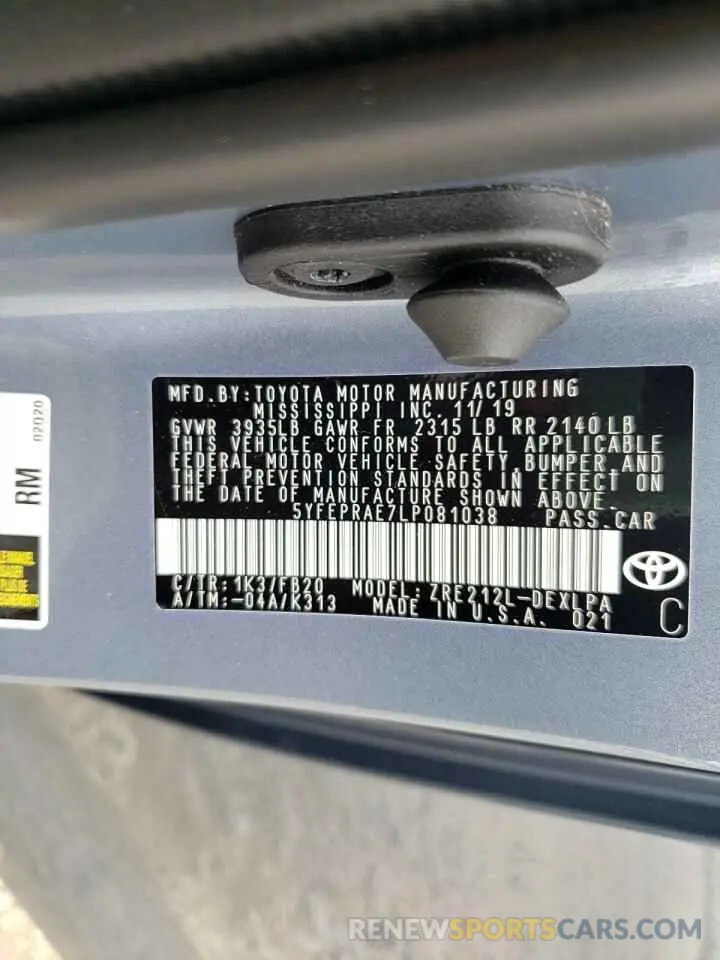 MFD. BY: TOYOTA MOTOR MANUFACTURING
MISSISSIPPI INC. 11/19
GVWR 3935LB GAWR FR 2315 LB RR 2140 LB
THIS VEHICLE CONFORMS TO ALL APPLICABLE
FEDERAL MOTOR VEHICLE SAFETY, BUMPER, AND
THEFT PREVENTION STANDARDS IN EFFECT ON
THE DATE OF MANUFACTURE SHOWN ABOVE.
5YFEPRAE7LP081038 PASS. CAR
C/TR: 1K3/FB20 MODEL: ZRE212L-DEXLPA
A/TM: -04A/K313 MADE IN U.S.A. 021
C
RM
02020
RENEWSPORTSCARS.COM